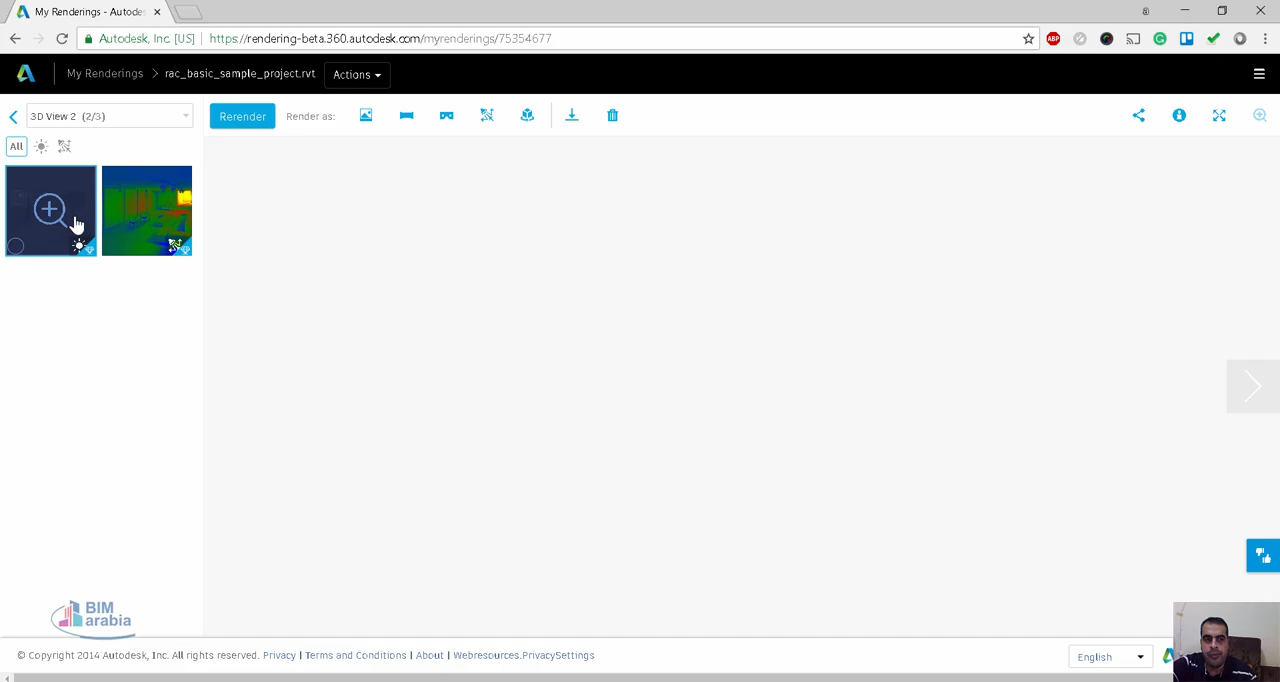 My Renderings - Autodes
Autodesk, Inc. [US] https://rendering-beta.360.autodesk.com/myrenderings/75354677
ABP
My Renderings > rac_basic_sample_project.rvt Actions
3D View 2 (2/3)
Rerender Render as:
All
BIM
arabia
© Copyright 2014 Autodesk, Inc. All rights reserved. Privacy | Terms and Conditions | About | Webresources.PrivacySettings
English